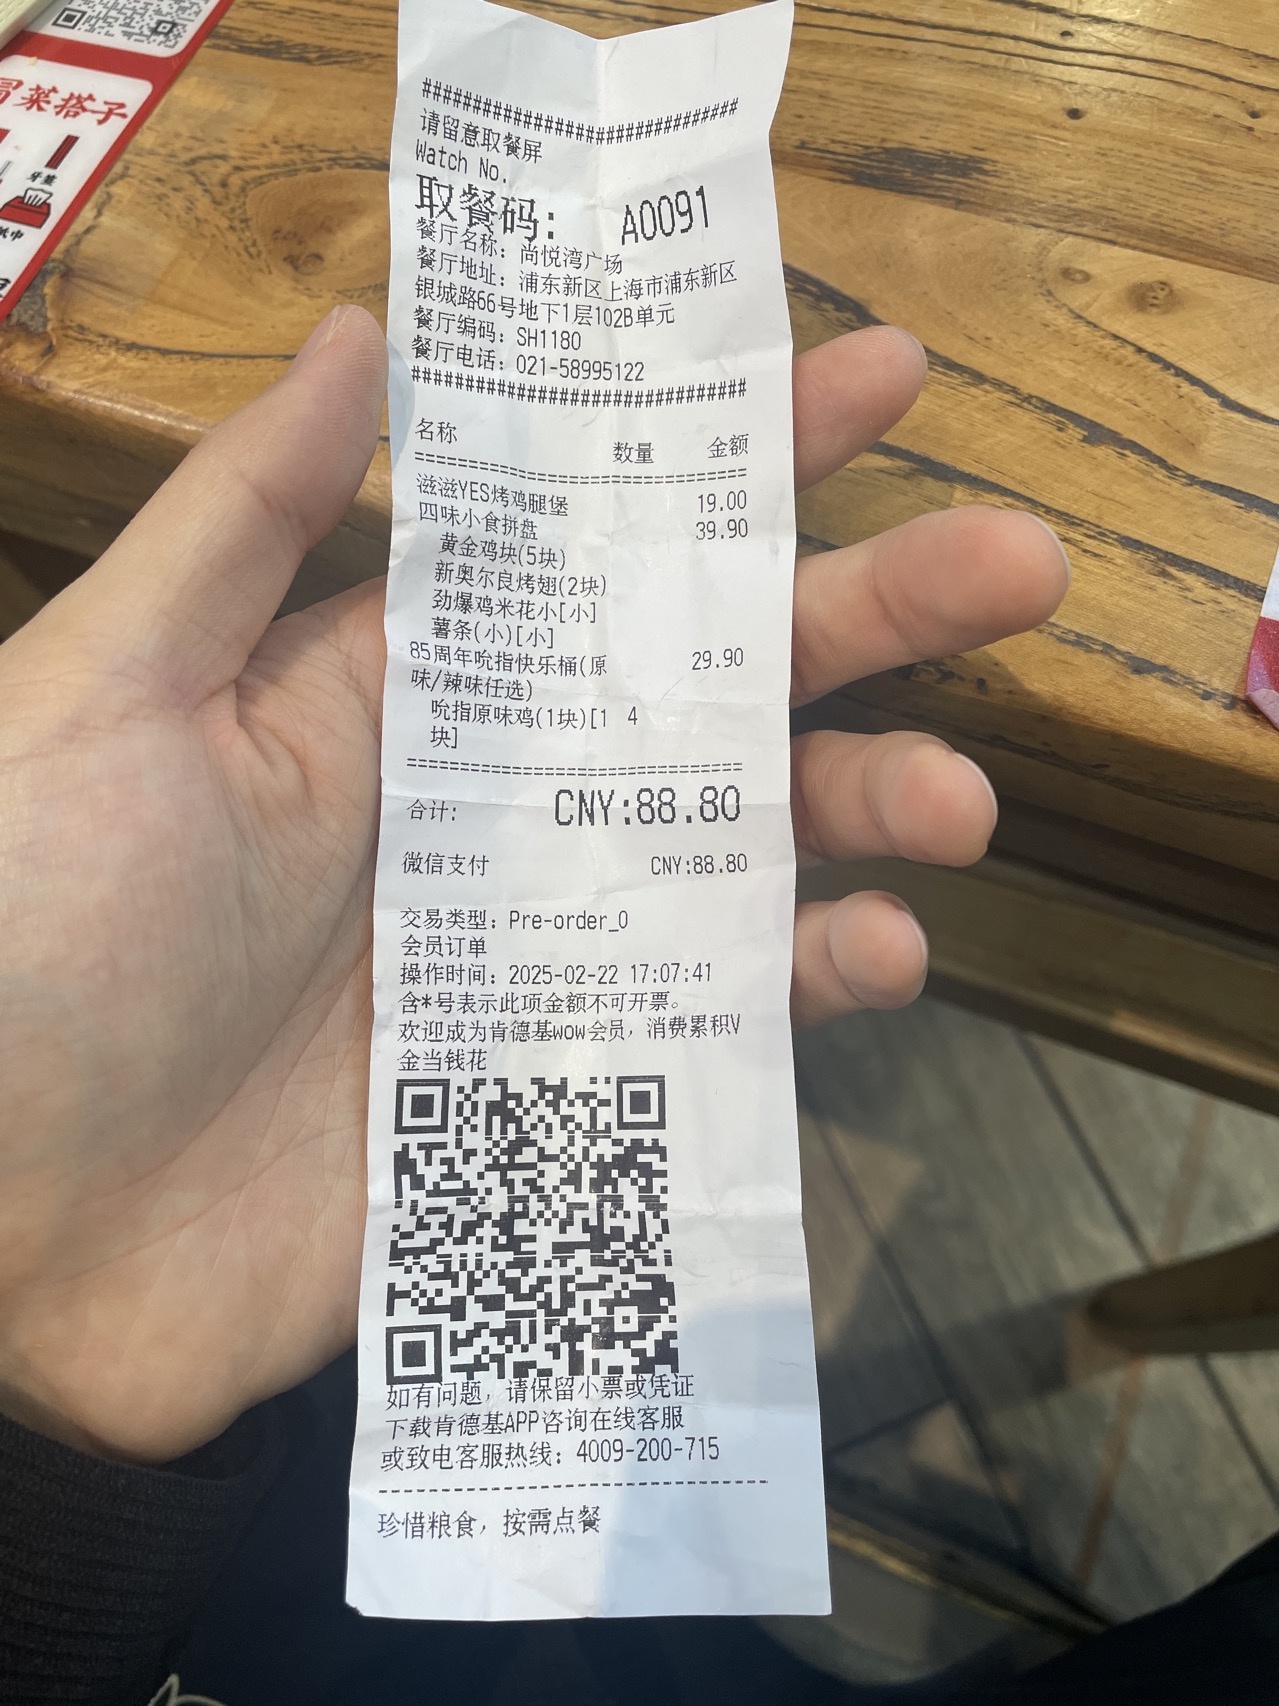 冒菜搭子
牙签
纸巾
##############################
请留意取餐屏
Watch No.
取餐码： A0091
餐厅名称：尚悦湾广场
餐厅地址：浦东新区上海市浦东新区
银城路66号地下1层102B单元
餐厅编码：SH1180
餐厅电话：021-58995122
##############################
名称 数量 金额
==============================
滋滋YES烤鸡腿堡 19.00
四味小食拼盘 39.90
黄金鸡块(5块)
新奥尔良烤翅(2块)
劲爆鸡米花小[小]
薯条(小)[小]
85周年吮指快乐桶(原 29.90
味/辣味任选)
吮指原味鸡(1块)[1 4
块]
==============================
合计： CNY:88.80
微信支付 CNY:88.80
交易类型：Pre-order_0
会员订单
操作时间：2025-02-22 17:07:41
含*号表示此项金额不可开票。
欢迎成为肯德基wow会员，消费累积V
金当钱花
如有问题，请保留小票或凭证
下载肯德基APP咨询在线客服
或致电客服热线：4009-200-715
------------------------------
珍惜粮食，按需点餐